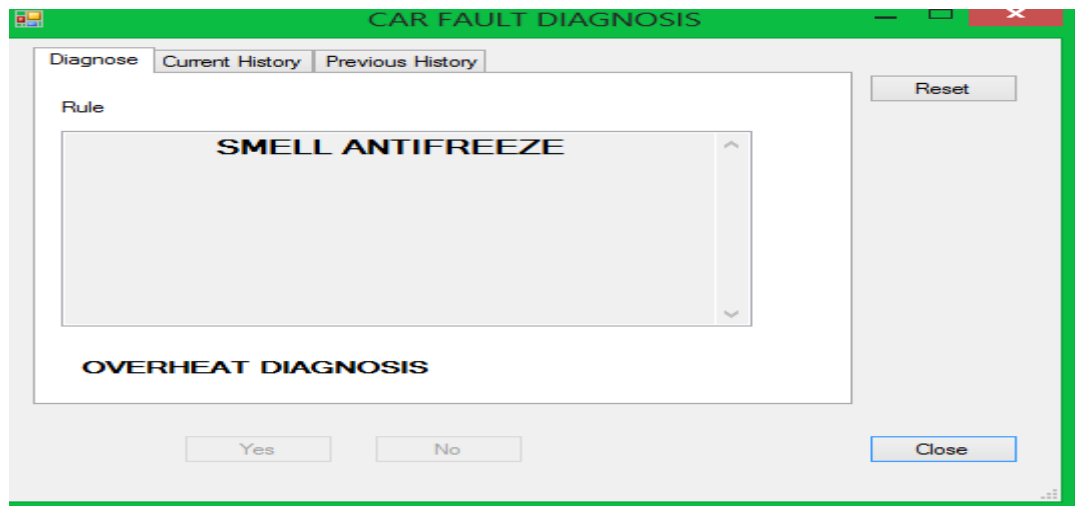 CAR FAULT DIAGNOSIS
Diagnose Current History Previous History
Reset
Rule
SMELL ANTIFREEZE
OVERHEAT DIAGNOSIS
Yes No Close